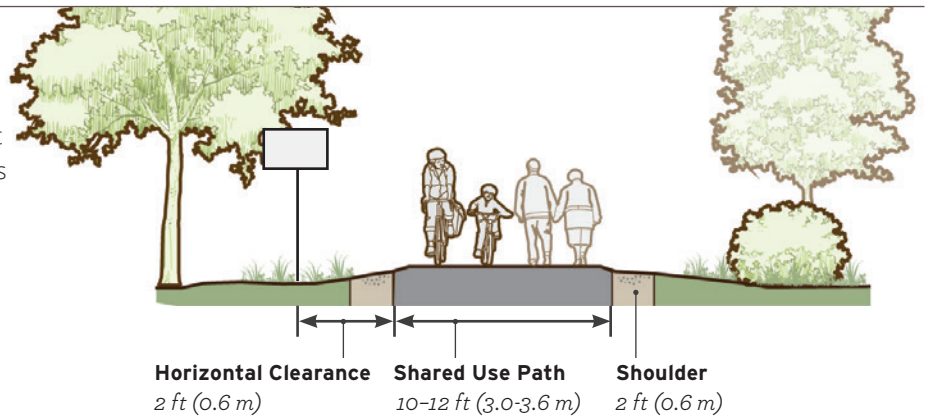 Horizontal Clearance
2 ft (0.6 m)
Shared Use Path
10–12 ft (3.0-3.6 m)
Shoulder
2 ft (0.6 m)